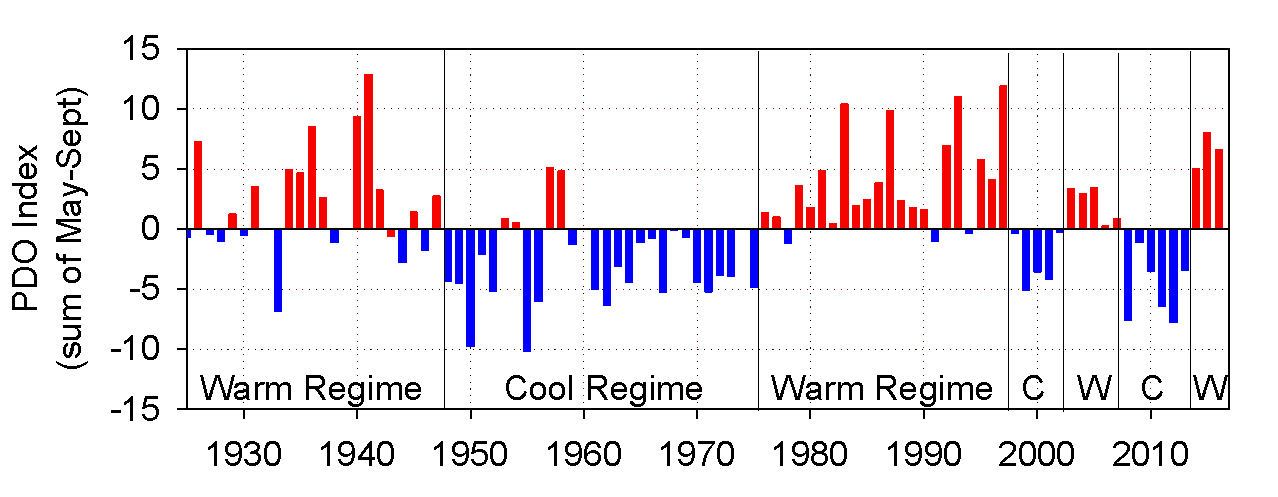 PDO Index
(sum of May-Sept)
15
10
5
0
-5
-10
-15
Warm Regime
Cool Regime
Warm Regime
C
W
C
W
1930
1940
1950
1960
1970
1980
1990
2000
2010